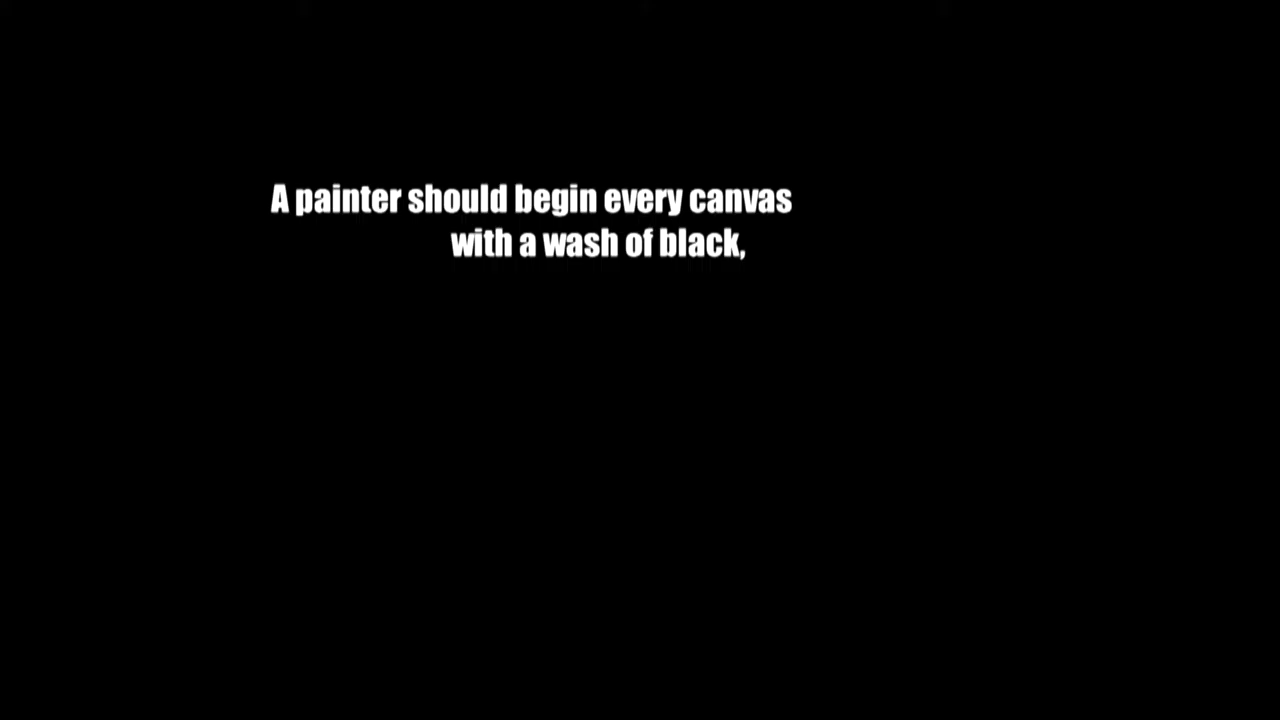 A painter should begin every canvas
with a wash of black,